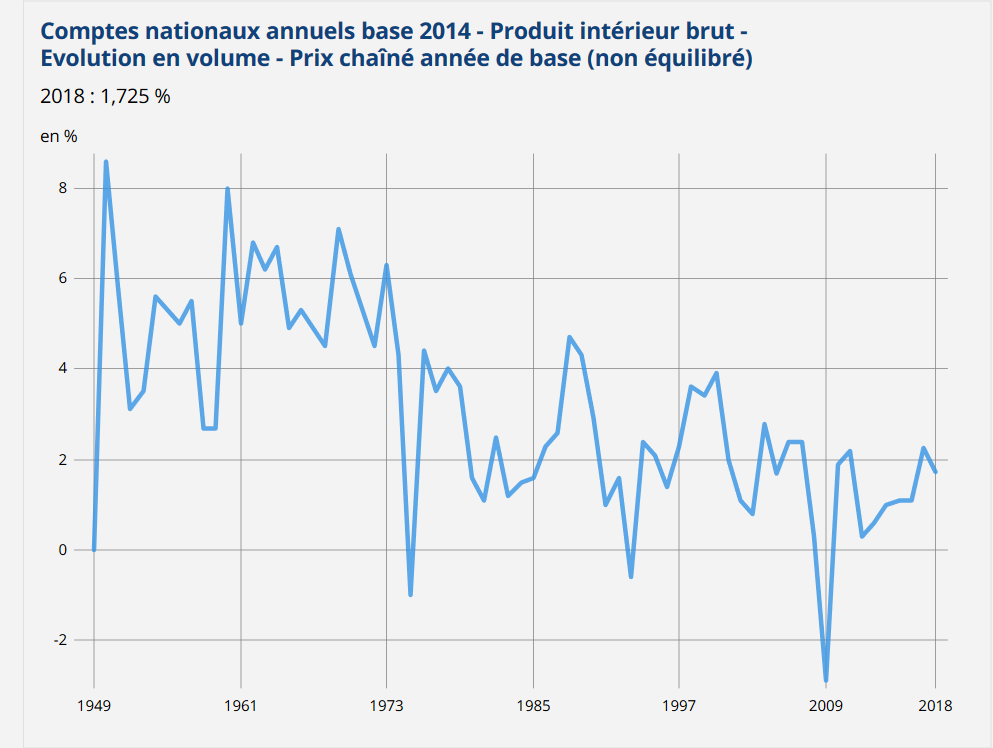 Comptes nationaux annuels base 2014 - Produit intérieur brut -
Evolution en volume - Prix chaîné année de base (non équilibré)
2018 : 1,725 %
en %
8
6
4
2
0
-2
1949 1961 1973 1985 1997 2009 2018